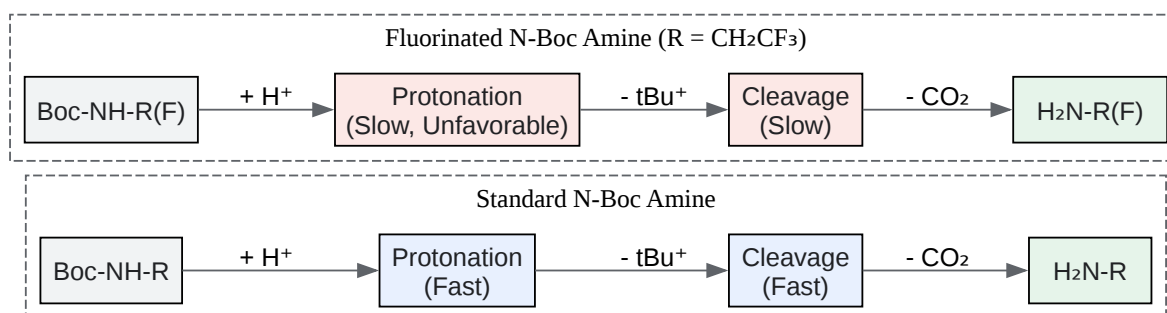 Fluorinated N-Boc Amine (R = CH₂CF₃)
Boc-NH-R(F)
+ H⁺
Protonation
(Slow, Unfavorable)
- tBu⁺
Cleavage
(Slow)
- CO₂
H₂N-R(F)
Standard N-Boc Amine
Boc-NH-R
+ H⁺
Protonation
(Fast)
- tBu⁺
Cleavage
(Fast)
- CO₂
H₂N-R